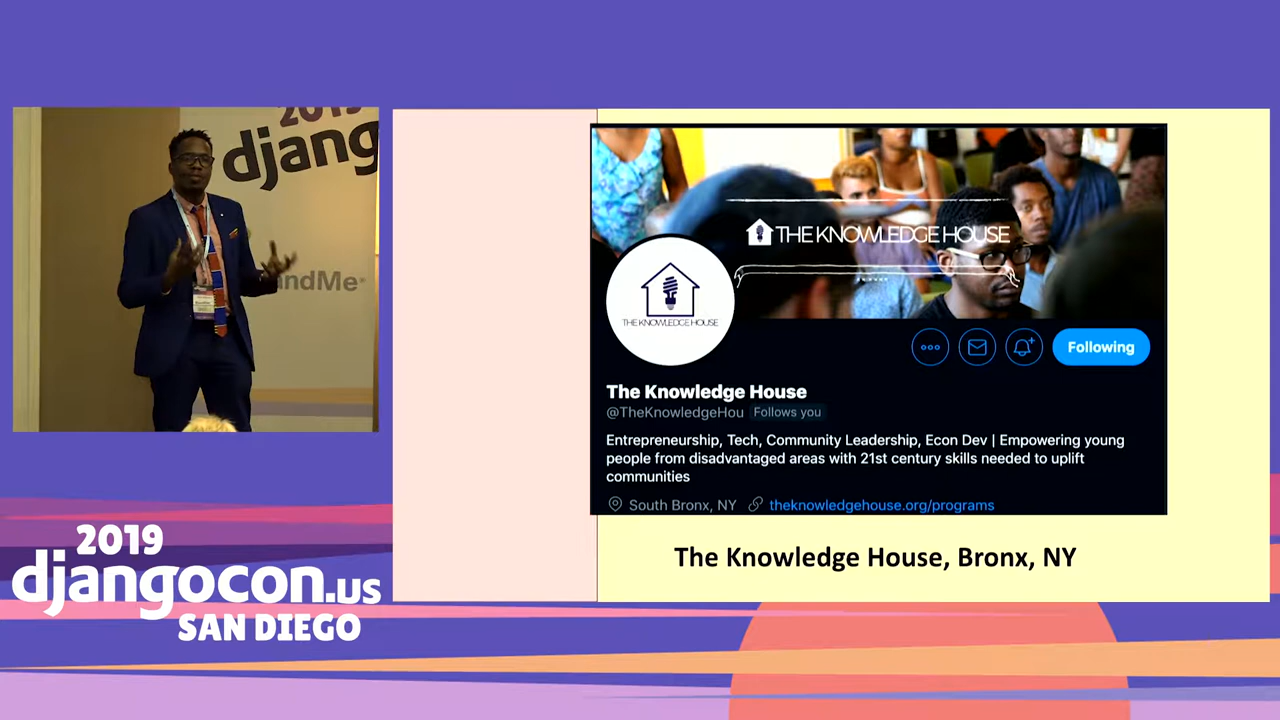 2019
djang
andMe
2019
djangocon.us
SAN DIEGO
THE KNOWLEDGE HOUSE
THE KNOWLEDGE HOUSE
Following
The Knowledge House
@TheKnowledgeHou Follows you
Entrepreneurship, Tech, Community Leadership, Econ Dev | Empowering young
people from disadvantaged areas with 21st century skills needed to uplift
communities
South Bronx, NY theknowledgehouse.org/programs
The Knowledge House, Bronx, NY